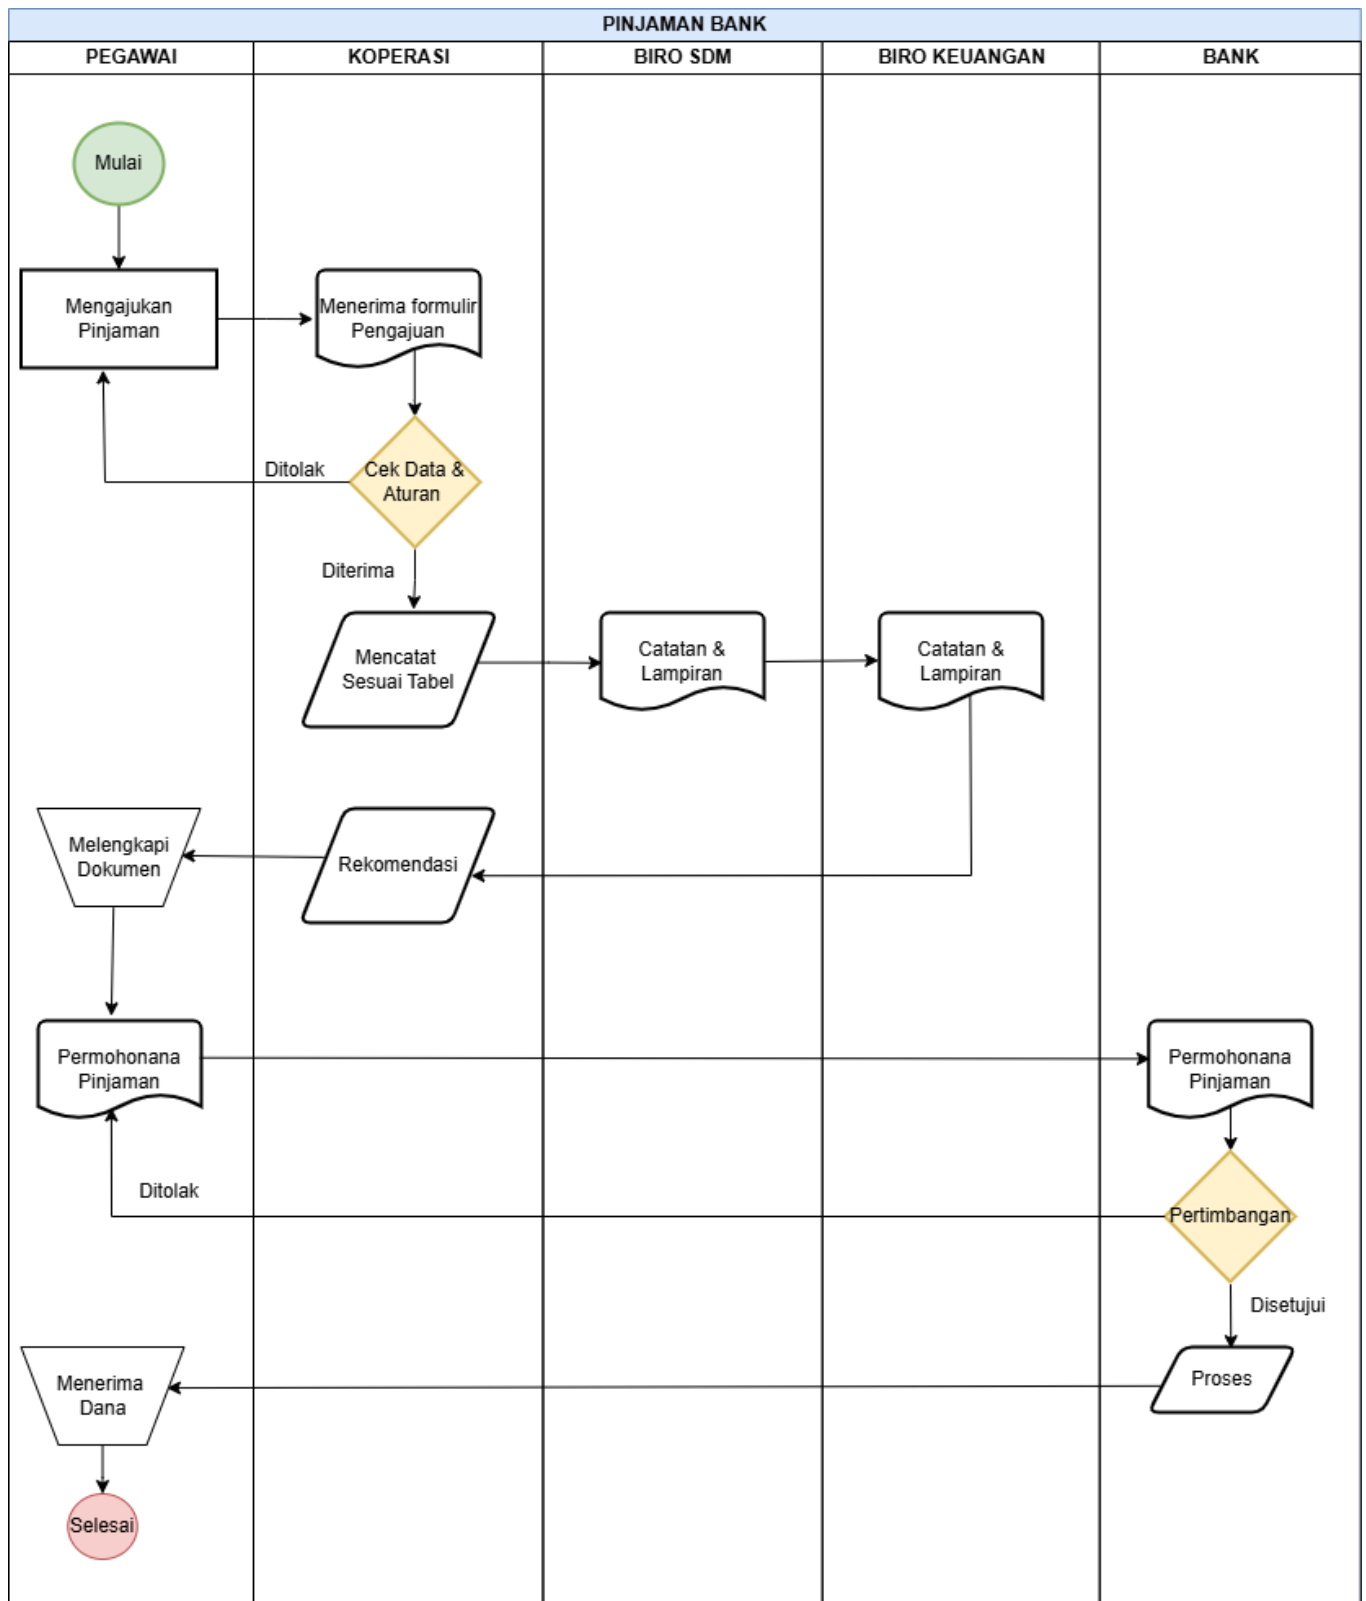 PINJAMAN BANK
PEGAWAI
KOPERASI
BIRO SDM
BIRO KEUANGAN
BANK
Mulai
Mengajukan
Pinjaman
Menerima formulir
Pengajuan
Ditolak
Cek Data &
Aturan
Diterima
Mencatat
Sesuai Tabel
Catatan &
Lampiran
Catatan &
Lampiran
Melengkapi
Dokumen
Rekomendasi
Permohonana
Pinjaman
Permohonana
Pinjaman
Ditolak
Pertimbangan
Disetujui
Menerima
Dana
Proses
Selesai